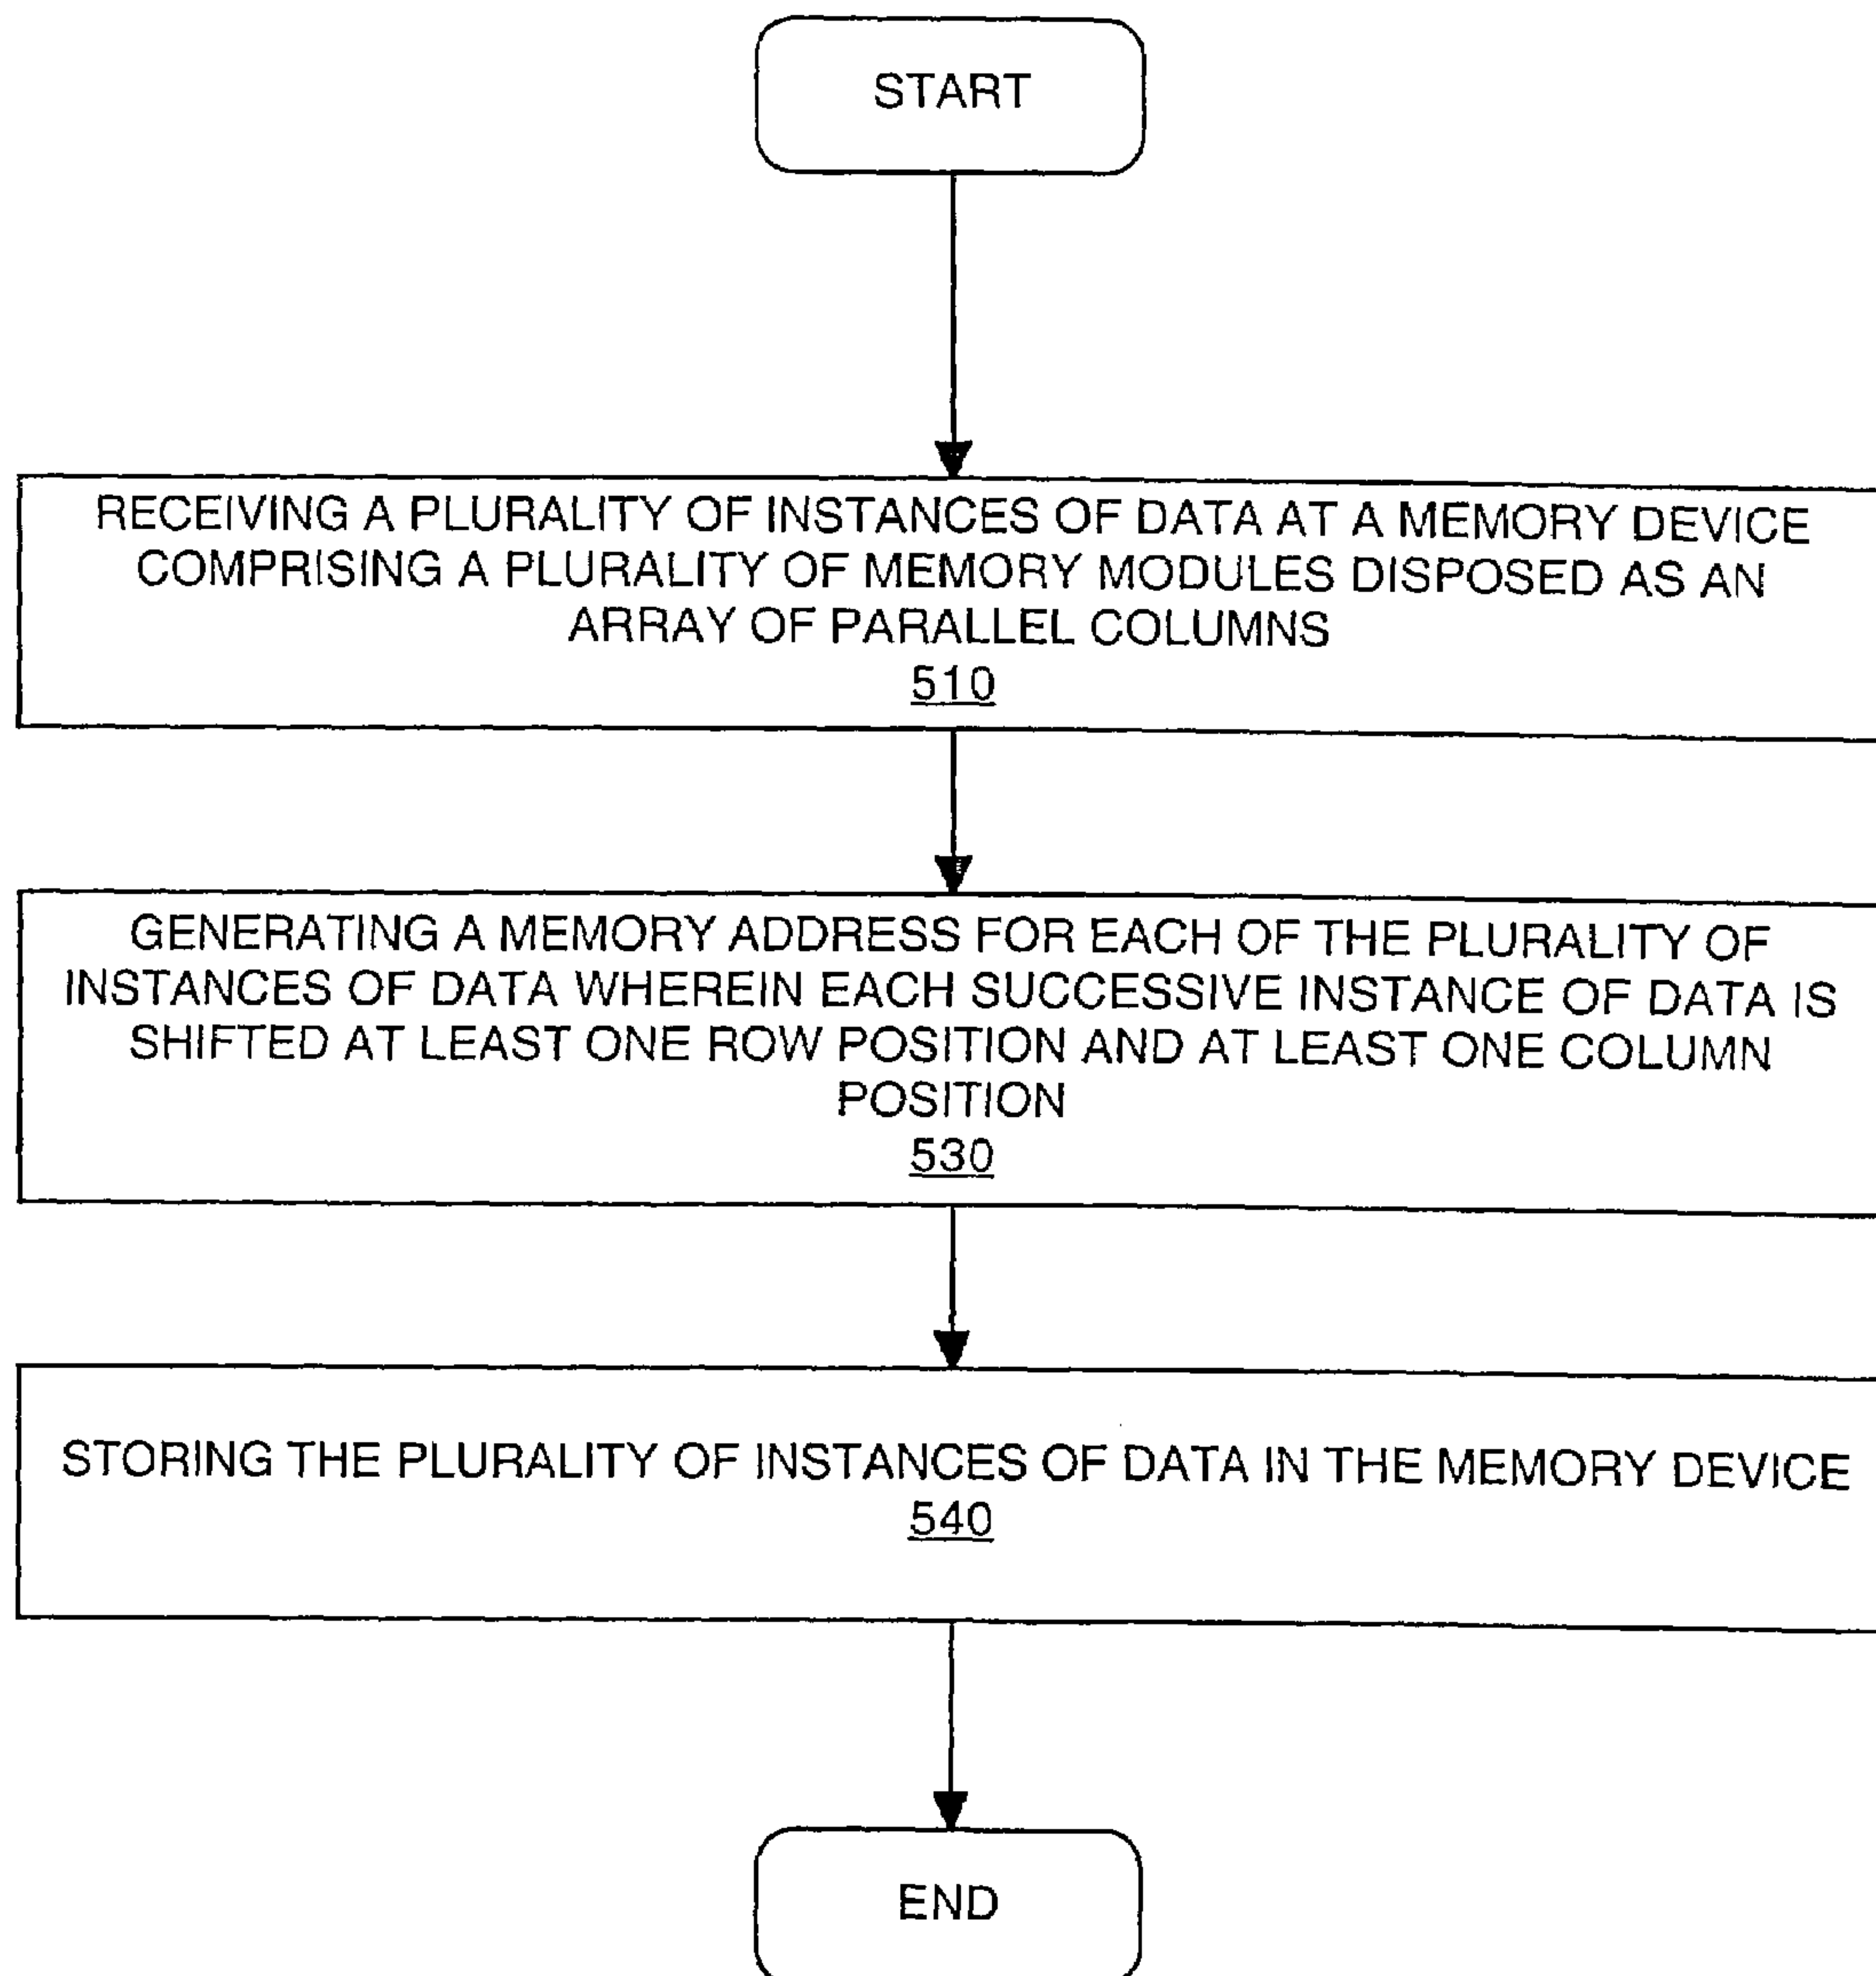 START
RECEIVING A PLURALITY OF INSTANCES OF DATA AT A MEMORY DEVICE
COMPRISING A PLURALITY OF MEMORY MODULES DISPOSED AS AN
ARRAY OF PARALLEL COLUMNS
510
GENERATING A MEMORY ADDRESS FOR EACH OF THE PLURALITY OF
INSTANCES OF DATA WHEREIN EACH SUCCESSIVE INSTANCE OF DATA IS
SHIFTED AT LEAST ONE ROW POSITION AND AT LEAST ONE COLUMN
POSITION
530
STORING THE PLURALITY OF INSTANCES OF DATA IN THE MEMORY DEVICE
540
END